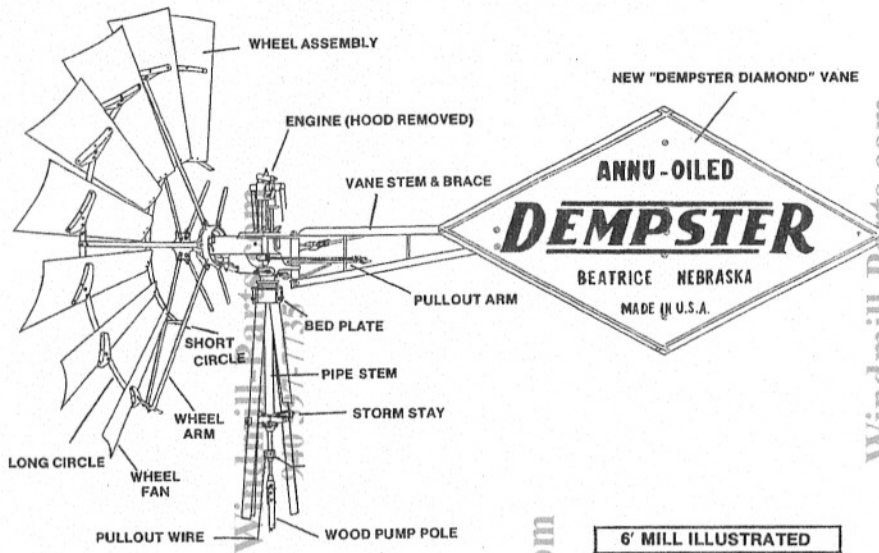 WHEEL ASSEMBLY
NEW "DEMPSTER DIAMOND" VANE
ENGINE (HOOD REMOVED)
VANE STEM & BRACE
ANNU-OILED
DEMPSTER
BEATRICE NEBRASKA
MADE IN U.S.A.
PULLOUT ARM
BED PLATE
SHORT
CIRCLE
PIPE STEM
STORM STAY
WHEEL
ARM
LONG CIRCLE
WHEEL
FAN
PULLOUT WIRE
WOOD PUMP POLE
6' MILL ILLUSTRATED